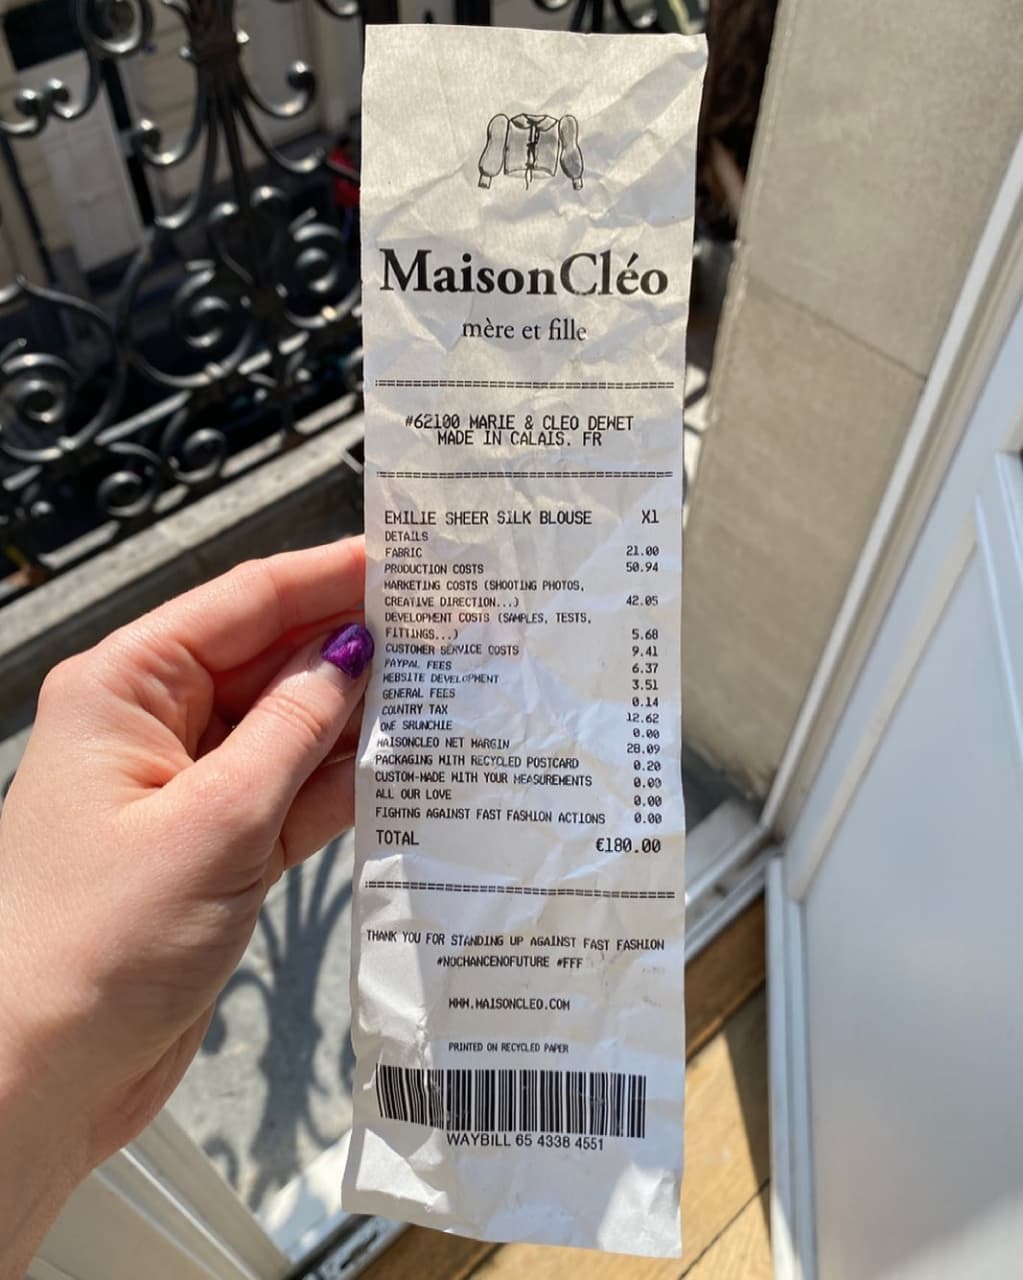 MaisonCléo
mère et fille
#62100 MARIE & CLEO DEWET
MADE IN CALAIS. FR
EMILIE SHEER SILK BLOUSE X1
DETAILS
FABRIC 21.00
PRODUCTION COSTS 50.94
MARKETING COSTS (SHOOTING PHOTOS,
CREATIVE DIRECTION...) 42.05
DEVELOPMENT COSTS (SAMPLES, TESTS,
FITTINGS...) 5.68
CUSTOMER SERVICE COSTS 9.41
PAYPAL FEES 6.37
WEBSITE DEVELOPMENT 3.51
GENERAL FEES 0.14
COUNTRY TAX 12.62
ONE SRUNCHIE 0.00
MAISONCLEO NET MARGIN 28.09
PACKAGING WITH RECYCLED POSTCARD 0.20
CUSTOM-MADE WITH YOUR MEASUREMENTS 0.00
ALL OUR LOVE 0.00
FIGHTNG AGAINST FAST FASHION ACTIONS 0.00
TOTAL €180.00
THANK YOU FOR STANDING UP AGAINST FAST FASHION
#NOCHANCENOFUTURE #FFF
WWW.MAISONCLEO.COM
PRINTED ON RECYCLED PAPER
WAYBILL 65 4338 4551